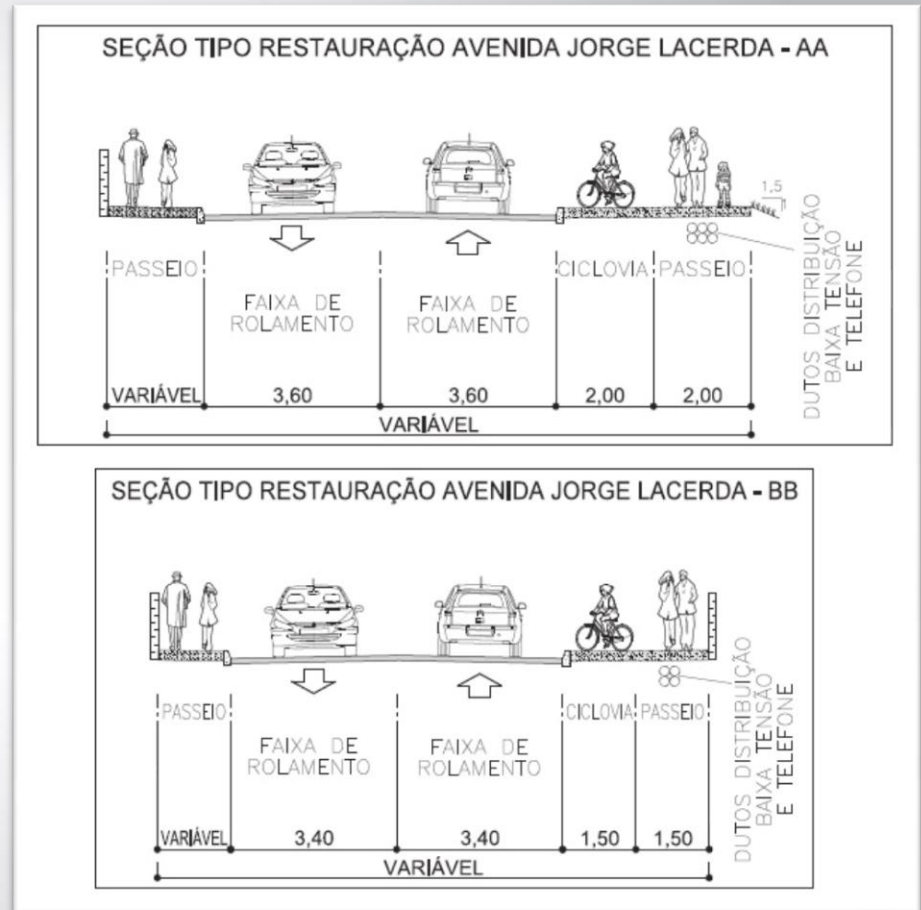 SEÇÃO TIPO RESTAURAÇÃO AVENIDA JORGE LACERDA - AA
1,5
PASSEIO
FAIXA DE
ROLAMENTO
FAIXA DE
ROLAMENTO
CICLOVIA
PASSEIO
DUTOS DISTRIBUIÇÃO
BAIXA TENSÃO
E TELEFONE
VARIÁVEL 3,60 3,60 2,00 2,00
VARIÁVEL
SEÇÃO TIPO RESTAURAÇÃO AVENIDA JORGE LACERDA - BB
PASSEIO
FAIXA DE
ROLAMENTO
FAIXA DE
ROLAMENTO
CICLOVIA
PASSEIO
DUTOS DISTRIBUIÇÃO
BAIXA TENSÃO
E TELEFONE
VARIÁVEL 3,40 3,40 1,50 1,50
VARIÁVEL